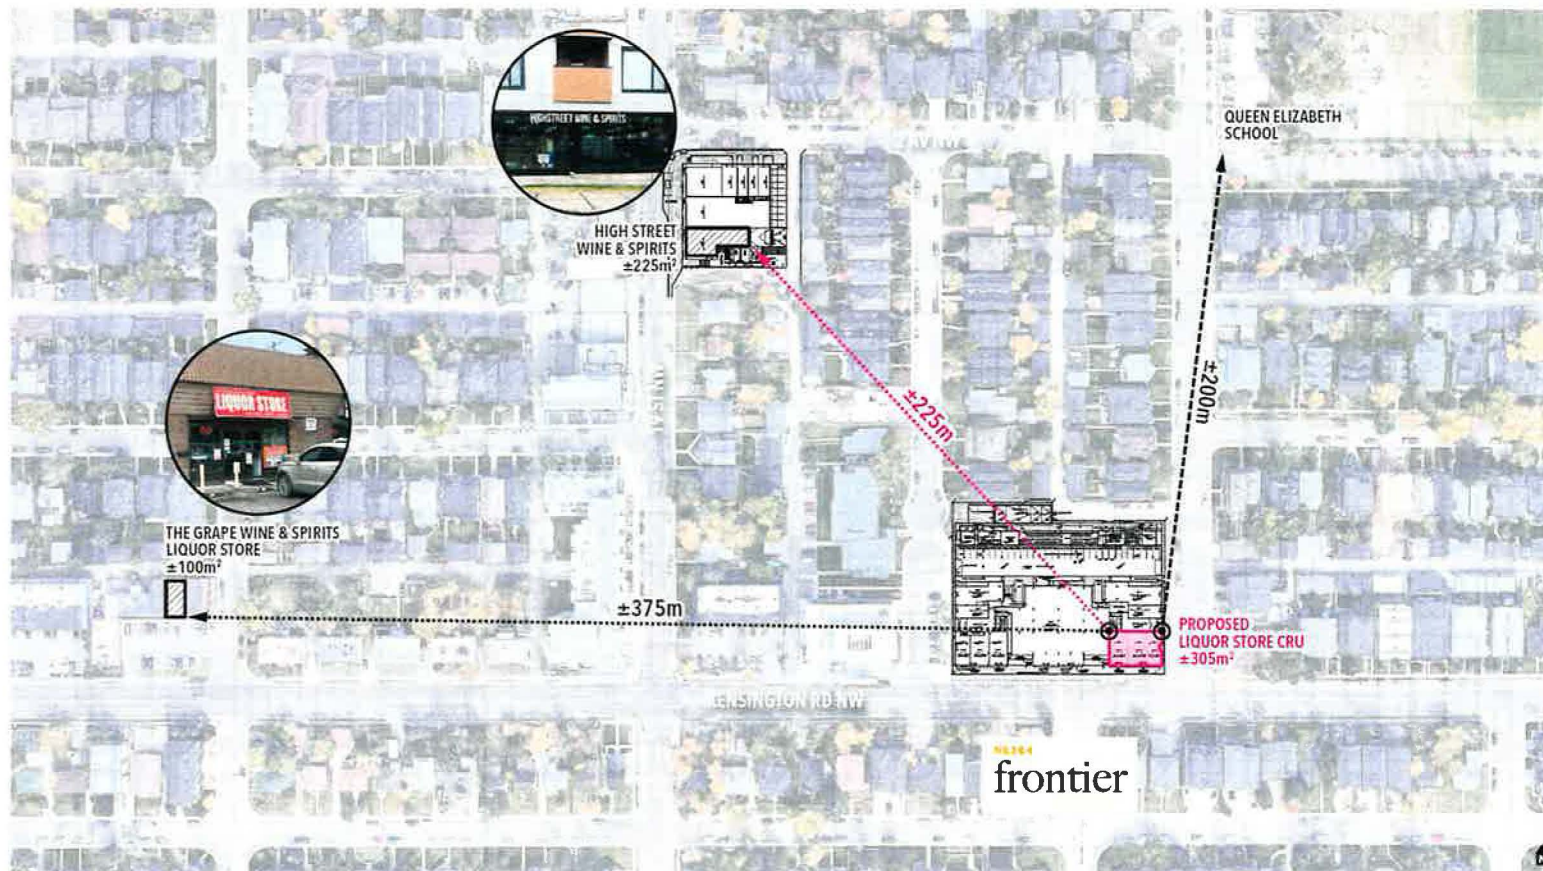 HIGHSTREET WINE & SPIRITS
QUEEN ELIZABETH
SCHOOL
HIGH STREET
WINE & SPIRITS
±225m²
LIQUOR STORE
±225m
±200m
THE GRAPE WINE & SPIRITS
LIQUOR STORE
±100m²
±375m
PROPOSED
LIQUOR STORE CRU
±305m²
KENSINGTON RD NW
frontier